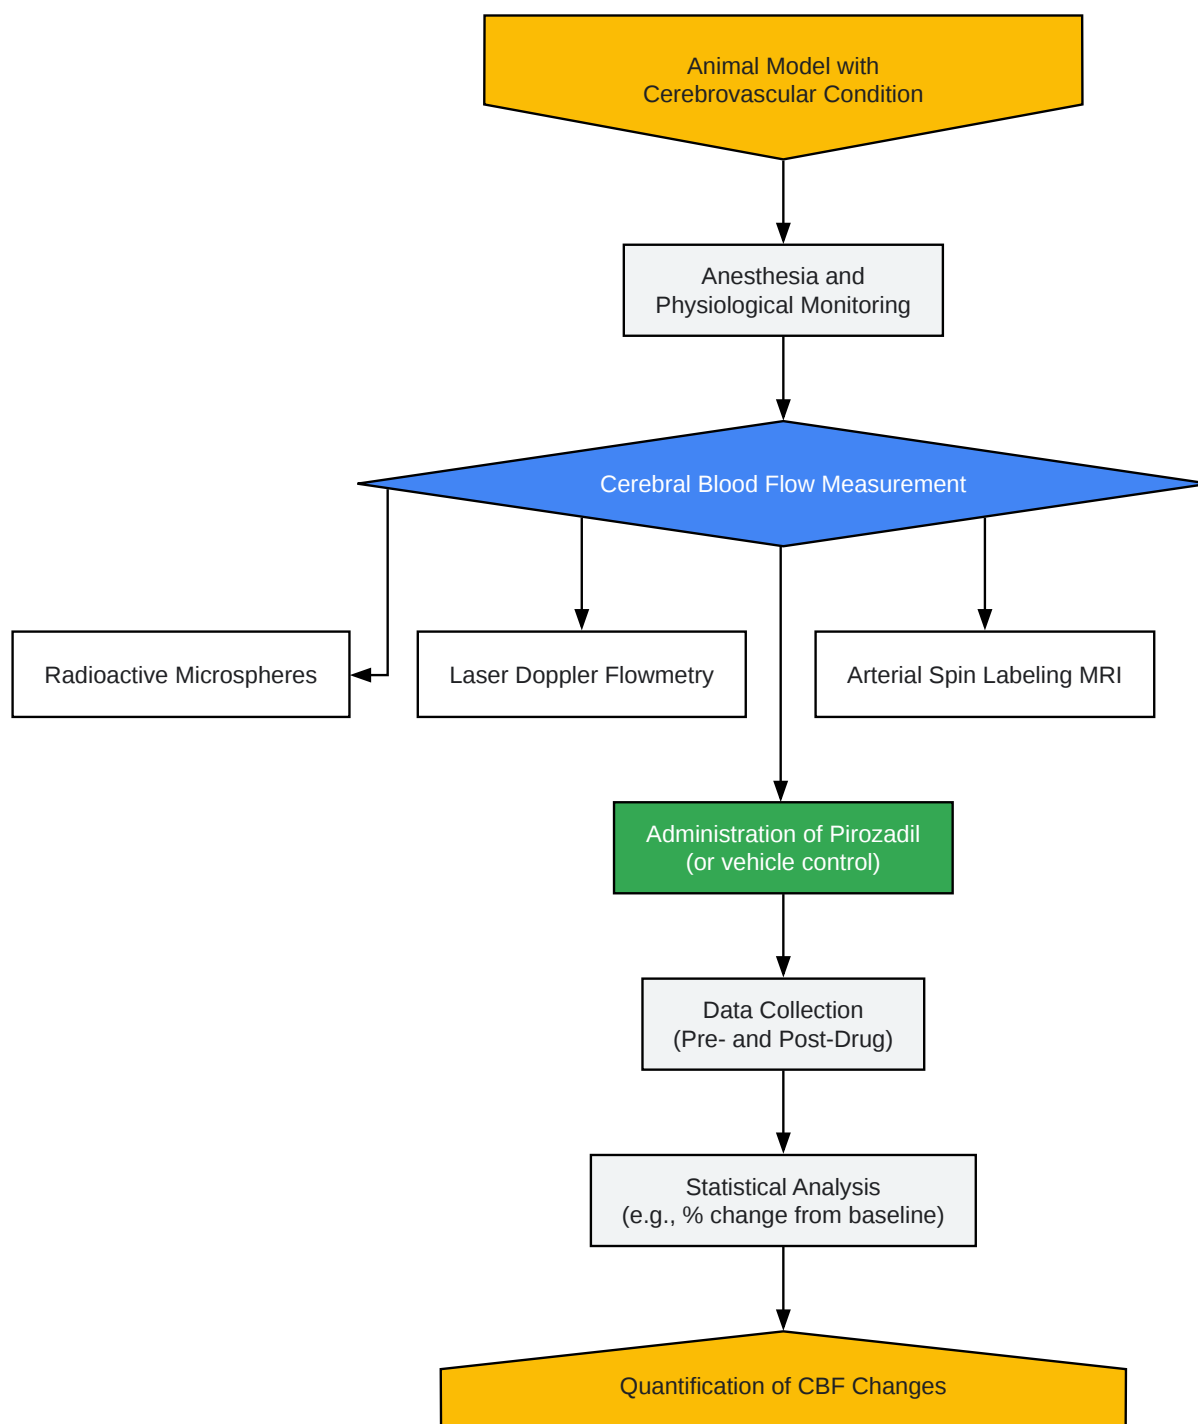 Animal Model with
Cerebrovascular Condition
Anesthesia and
Physiological Monitoring
Cerebral Blood Flow Measurement
Radioactive Microspheres
Laser Doppler Flowmetry
Arterial Spin Labeling MRI
Administration of Pirozadil
(or vehicle control)
Data Collection
(Pre- and Post-Drug)
Statistical Analysis
(e.g., % change from baseline)
Quantification of CBF Changes